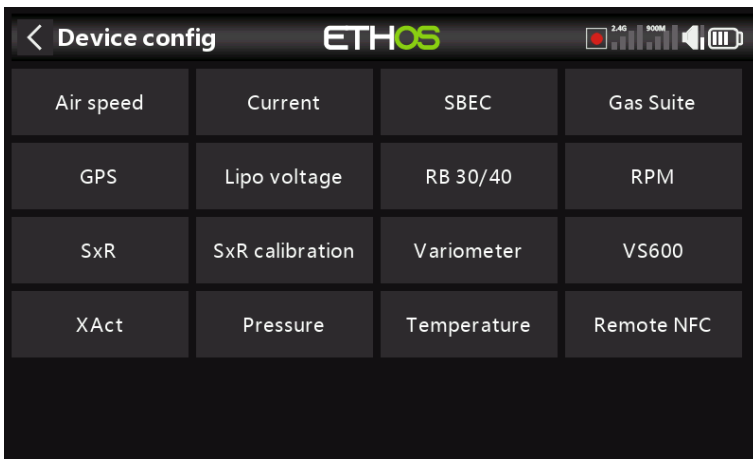 Device config ETHOS 2.4G 900M
Air speed Current SBEC Gas Suite
GPS Lipo voltage RB 30/40 RPM
SxR SxR calibration Variometer VS600
XAct Pressure Temperature Remote NFC